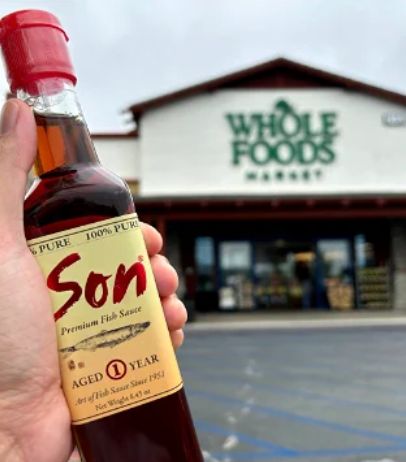 % PURE 100% PURE
Son
Premium Fish Sauce
AGED 1 YEAR
Art of Fish Sauce Since 1951
Net Weight 8.45 oz
WHOLE
FOODS
MARKET